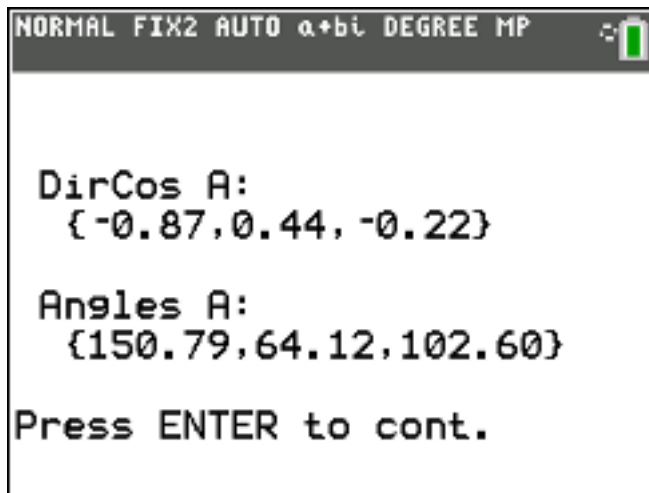 NORMAL FIX2 AUTO a+bi DEGREE MP
DirCos A:
{-0.87,0.44,-0.22}
Angles A:
{150.79,64.12,102.60}
Press ENTER to cont.